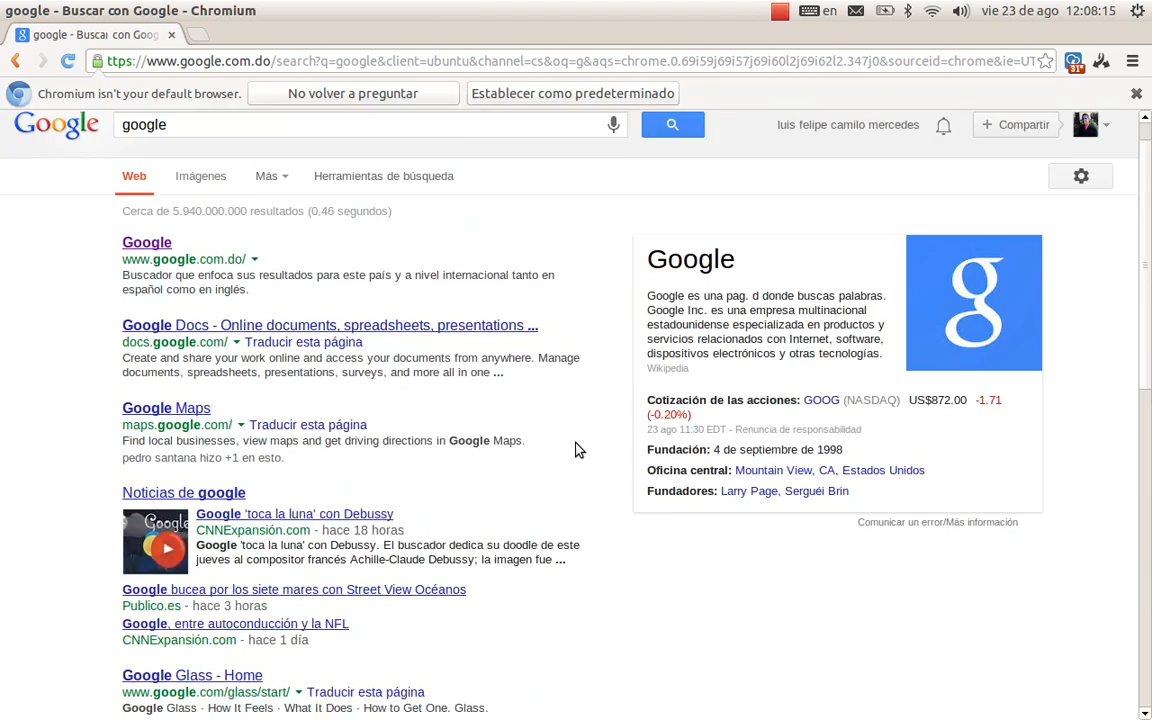 google - Buscar con Google - Chromium
en
vie 23 de ago
12:08:15
google - Buscar con Goog
ttps://www.google.com.do/search?q=google&client=ubuntu&channel=cs&oq=g&aqs=chrome.0.69i59j69i57j69i60l2j69i62l2.347j0&sourceid=chrome&ie=UT
31°
Chromium isn't your default browser.
No volver a preguntar
Establecer como predeterminado
Google
google
luis felipe camilo mercedes
+ Compartir
Web
Imágenes
Más
Herramientas de búsqueda
Cerca de 5.940.000.000 resultados (0,46 segundos)
Google
www.google.com.do/
Buscador que enfoca sus resultados para este país y a nivel internacional tanto en
español como en inglés.
Google Docs - Online documents, spreadsheets, presentations ...
docs.google.com/ Traducir esta página
Create and share your work online and access your documents from anywhere. Manage
documents, spreadsheets, presentations, surveys, and more all in one ...
Google Maps
maps.google.com/ Traducir esta página
Find local businesses, view maps and get driving directions in Google Maps.
pedro santana hizo +1 en esto.
Noticias de google
Google
Google 'toca la luna' con Debussy
CNNExpansión.com - hace 18 horas
Google 'toca la luna' con Debussy. El buscador dedica su doodle de este
jueves al compositor francés Achille-Claude Debussy; la imagen fue ...
Google bucea por los siete mares con Street View Océanos
Publico.es - hace 3 horas
Google, entre autoconducción y la NFL
CNNExpansión.com - hace 1 día
Google Glass - Home
www.google.com/glass/start/ Traducir esta página
Google Glass · How It Feels · What It Does · How to Get One. Glass.
Google
g
Google es una pag. d donde buscas palabras.
Google Inc. es una empresa multinacional
estadounidense especializada en productos y
servicios relacionados con Internet, software,
dispositivos electrónicos y otras tecnologías.
Wikipedia
Cotización de las acciones: GOOG (NASDAQ) US$872.00 -1.71
(-0.20%)
23 ago 11:30 EDT - Renuncia de responsabilidad
Fundación: 4 de septiembre de 1998
Oficina central: Mountain View, CA, Estados Unidos
Fundadores: Larry Page, Serguéi Brin
Comunicar un error/Más información